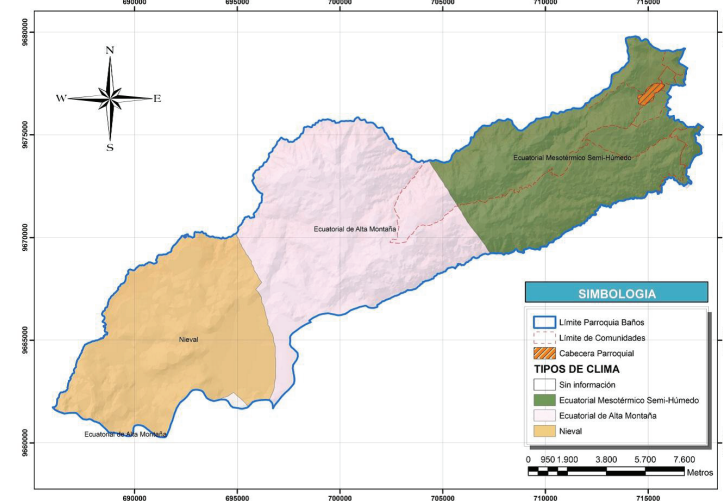 690000 695000 700000 705000 710000 715000
9680000
N
W E
S
9675000
Ecuatorial Mesotérmico Semi-Húmedo
Ecuatorial de Alta Montaña
9670000
SIMBOLOGIA
Límite Parroquia Baños
Límite de Comunidades
Cabecera Parroquial
TIPOS DE CLIMA
Sin información
Ecuatorial Mesotérmico Semi-Húmedo
Ecuatorial de Alta Montaña
Nieval
9665000
Nieval
0 950 1.900 3.800 5.700 7.600
Metros
9660000
Ecuatorial de Alta Montaña
690000 695000 700000 705000 710000 715000